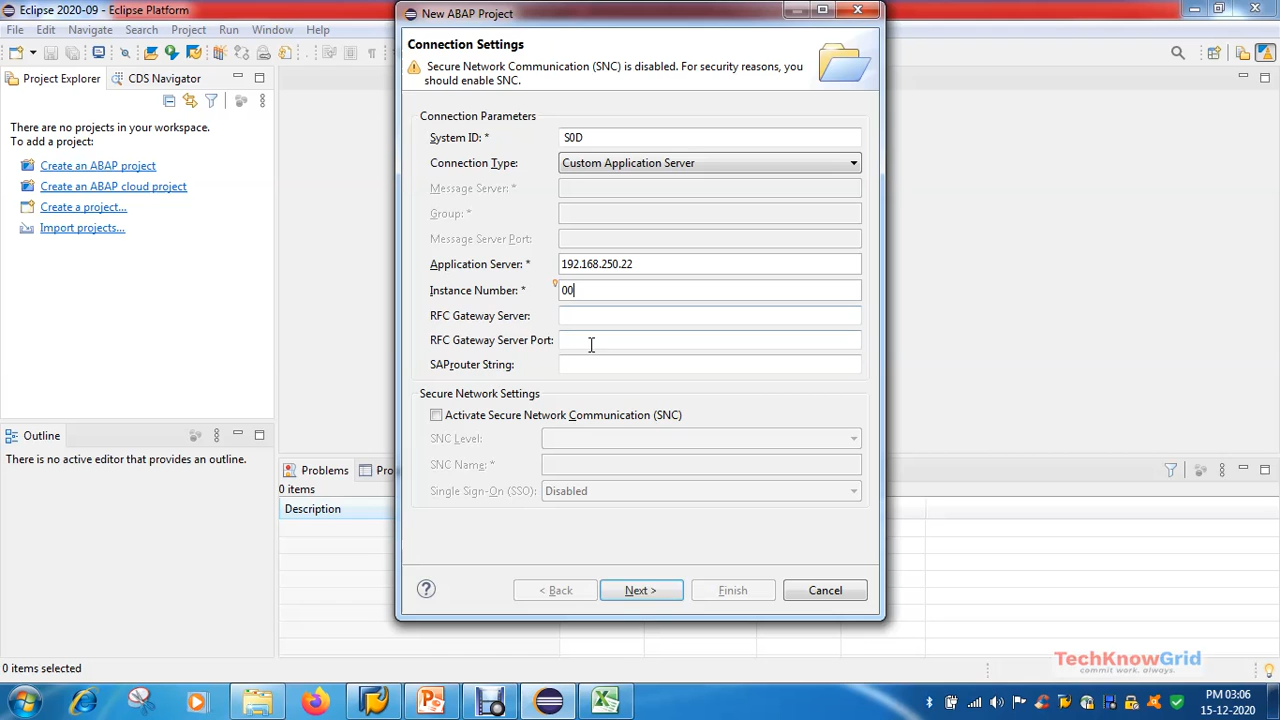 Eclipse 2020-09 - Eclipse Platform
File Edit Navigate Search Project Run Window Help
Project Explorer CDS Navigator
There are no projects in your workspace.
To add a project:
Create an ABAP project
Create an ABAP cloud project
Create a project...
Import projects...
Outline
There is no active editor that provides an outline.
Problems
0 items
Description
0 items selected
New ABAP Project
Connection Settings
Secure Network Communication (SNC) is disabled. For security reasons, you
should enable SNC.
Connection Parameters
System ID: * S0D
Connection Type: Custom Application Server
Message Server: *
Group: *
Message Server Port:
Application Server: * 192.168.250.22
Instance Number: * 00
RFC Gateway Server:
RFC Gateway Server Port:
SAProuter String:
Secure Network Settings
Activate Secure Network Communication (SNC)
SNC Level:
SNC Name: *
Single Sign-On (SSO): Disabled
< Back Next > Finish Cancel
TechKnowGrid
commit work.
PM 03:06
15-12-2020